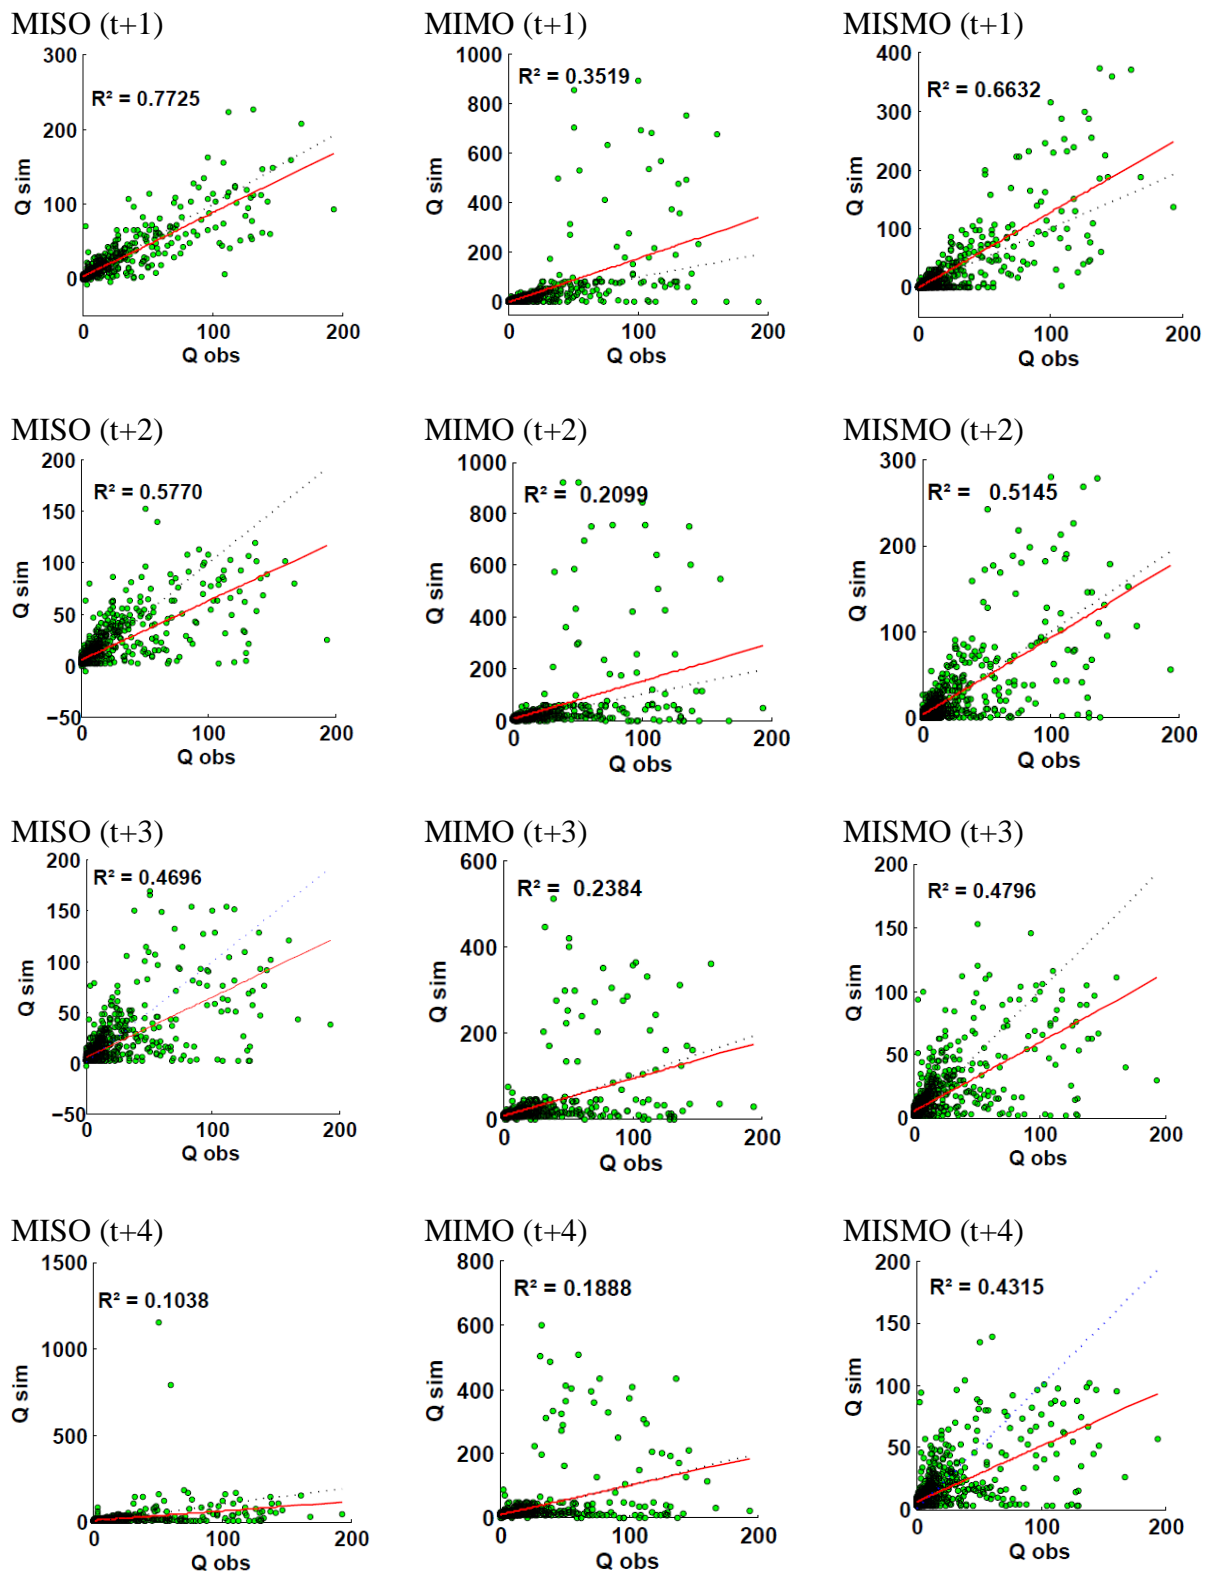 MISO (t+1)
300
R² = 0.7725
200
Q sim
100
0
0
100
200
Q obs
MIMO (t+1)
1000
R² = 0.3519
800
600
Q sim
400
200
0
0
100
200
Q obs
MISMO (t+1)
400
R² = 0.6632
300
200
Q sim
100
0
0
100
200
Q obs
MISO (t+2)
200
R² = 0.5770
150
100
Q sim
50
0
−50
0
100
200
Q obs
MIMO (t+2)
1000
R² = 0.2099
800
600
Q sim
400
200
0
0
100
200
Q obs
MISMO (t+2)
300
R² = 0.5145
200
Q sim
100
0
0
100
200
Q obs
MISO (t+3)
200
R² = 0.4696
150
100
Q sim
50
0
−50
0
100
200
Q obs
MIMO (t+3)
600
R² = 0.2384
400
Q sim
200
0
0
100
200
Q obs
MISMO (t+3)
200
R² = 0.4796
150
100
Q sim
50
0
0
100
200
Q obs
MISO (t+4)
1500
R² = 0.1038
1000
Q sim
500
0
0
100
200
Q obs
MIMO (t+4)
800
R² = 0.1888
600
400
Q sim
200
0
0
100
200
Q obs
MISMO (t+4)
200
R² = 0.4315
150
100
Q sim
50
0
0
100
200
Q obs